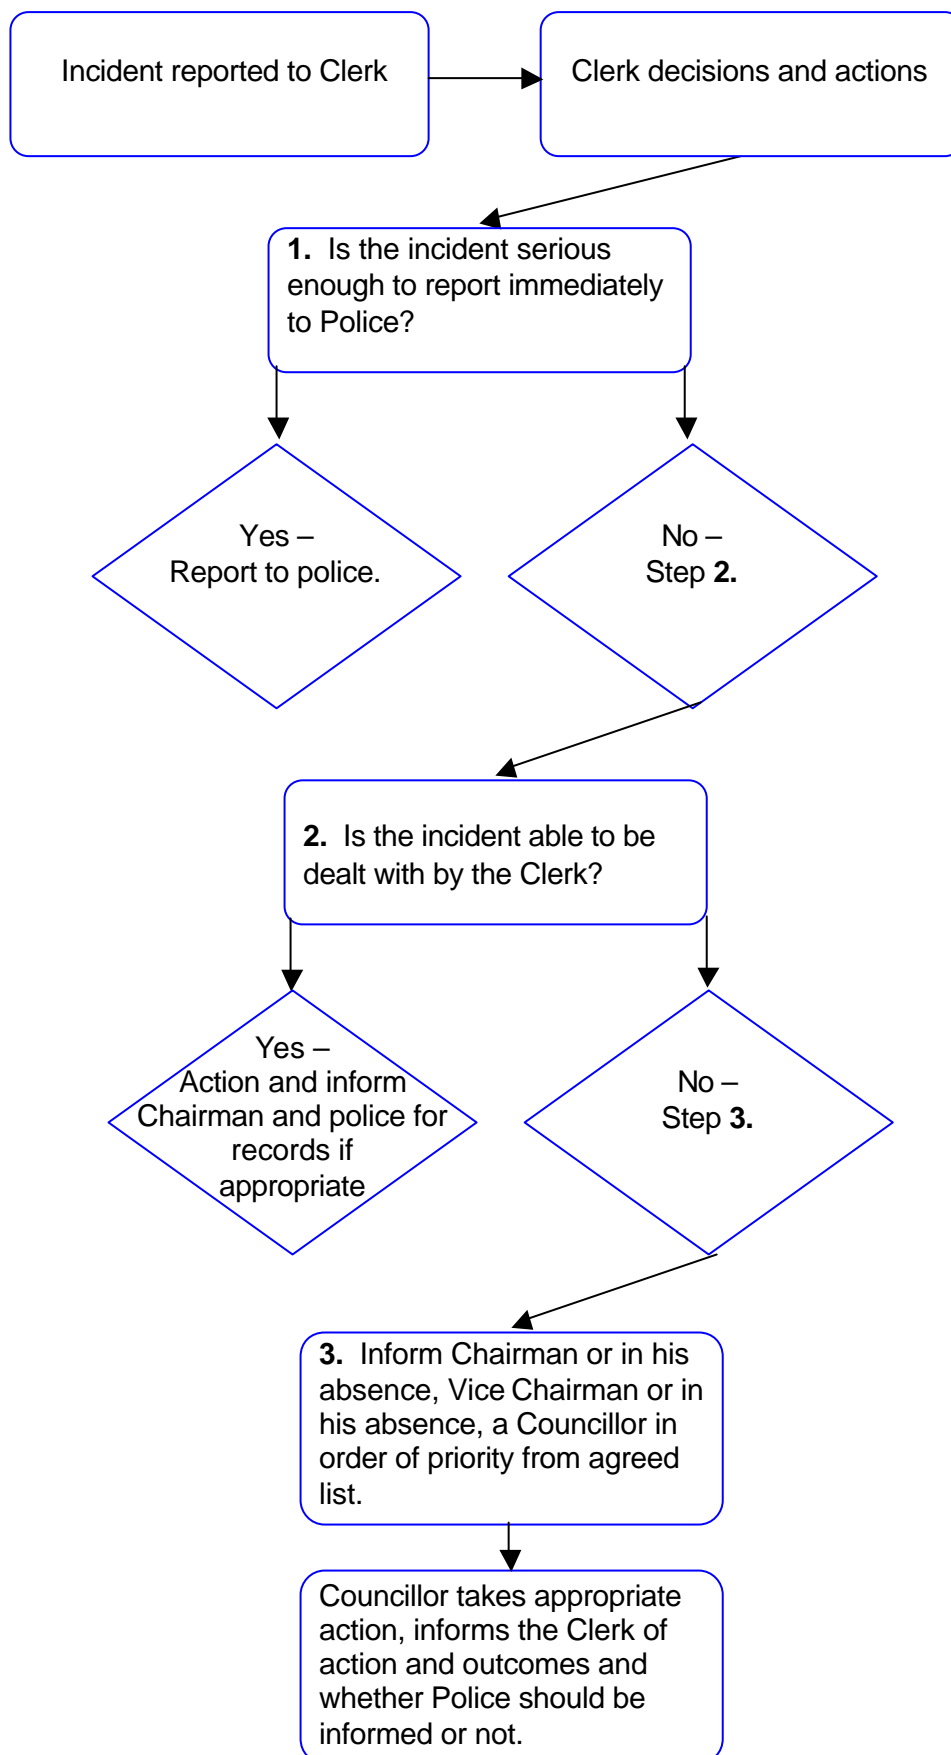 Incident reported to Clerk
Clerk decisions and actions
1. Is the incident serious
enough to report immediately
to Police?
Yes –
Report to police.
No –
Step 2.
2. Is the incident able to be
dealt with by the Clerk?
Yes –
Action and inform
Chairman and police for
records if
appropriate
No –
Step 3.
3. Inform Chairman or in his
absence, Vice Chairman or in
his absence, a Councillor in
order of priority from agreed
list.
Councillor takes appropriate
action, informs the Clerk of
action and outcomes and
whether Police should be
informed or not.